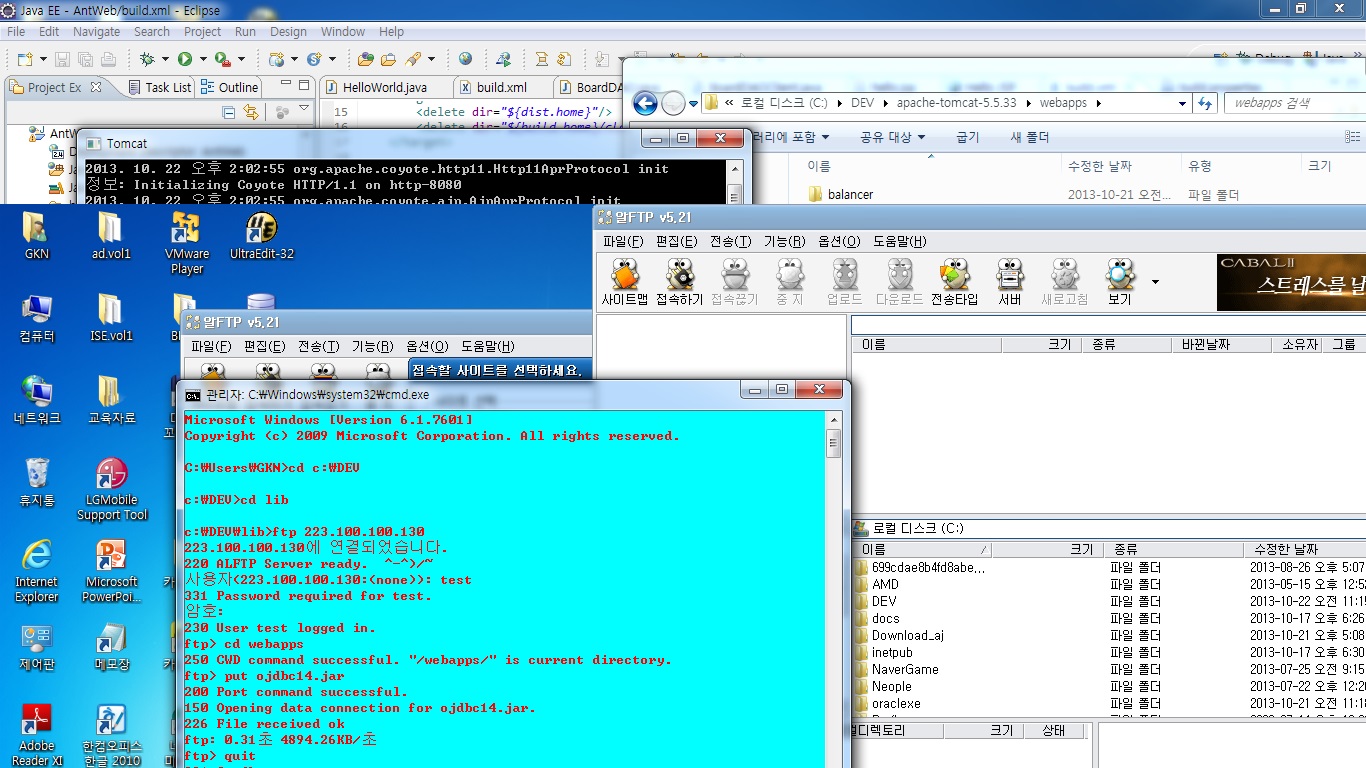 Java EE - AntWeb/build.xml - Eclipse
File Edit Navigate Search Project Run Design Window Help
Project Ex Task List Outline HelloWorld.java build.xml BoardDA
15 <delete dir="${dist.home}"/>
16
로컬 디스크 (C:) DEV apache-tomcat-5.5.33 webapps
webapps 검색
공유 대상 굽기 새 폴더
이름 수정한 날짜 유형 크기
balancer 2013-10-21 오전... 파일 폴더
Tomcat
2013. 10. 22 오후 2:02:55 org.apache.coyote.http11.Http11AprProtocol init
정보: Initializing Coyote HTTP/1.1 on http-8080
2013. 10. 22 오후 2:02:55 org.apache.coyote.ajp.AjpAprProtocol init
GKN
ad.vol1
VMware Player
UltraEdit-32
컴퓨터
ISE.vol1
네트워크
교육자료
휴지통
LGMobile Support Tool
Internet Explorer
Microsoft PowerPoi...
제어판
메모장
Adobe Reader XI
한컴오피스 한글 2010
알FTP v5.21
파일(F) 편집(E) 전송(T) 기능(R) 옵션(O) 도움말(H)
사이트맵 접속하기 접속끊기 중 지 업로드 다운로드 전송타입 서버 새로고침 보기
CABAL II
스트레스를 날
이름 크기 종류 바뀐날짜 소유자 그룹
로컬 디스크 (C:)
이름 크기 종류 수정한 날짜
699cdae8b4fd8abe,,, 파일 폴더 2013-08-26 오후 5:07
AMD 파일 폴더 2013-05-15 오후 12:52
DEV 파일 폴더 2013-10-22 오전 11:15
docs 파일 폴더 2013-10-17 오후 6:26
Download_aj 파일 폴더 2013-10-21 오후 5:08
inetpub 파일 폴더 2013-10-17 오후 6:30
NaverGame 파일 폴더 2013-07-25 오전 9:15
Neople 파일 폴더 2013-07-22 오후 12:20
oraclexe 파일 폴더 2013-10-21 오전 11:18
크기 상태
알FTP v5.21
파일(F) 편집(E) 전송(T) 기능(R) 옵션(O) 도움말(H)
접속할 사이트를 선택하세요.
관리자: C:₩Windows₩system32₩cmd.exe
Microsoft Windows [Version 6.1.7601]
Copyright (c) 2009 Microsoft Corporation. All rights reserved.
C:₩Users₩GKN>cd c:₩DEV
c:₩DEV>cd lib
c:₩DEV₩lib>ftp 223.100.100.130
223.100.100.130에 연결되었습니다.
220 ALFTP Server ready. ^-^)/~
사용자(223.100.100.130:(none)): test
331 Password required for test.
암호:
230 User test logged in.
ftp> cd webapps
250 CWD command successful. "/webapps/" is current directory.
ftp> put ojdbc14.jar
200 Port command successful.
150 Opening data connection for ojdbc14.jar.
226 File received ok
ftp: 0.31초 4894.26KB/초
ftp> quit